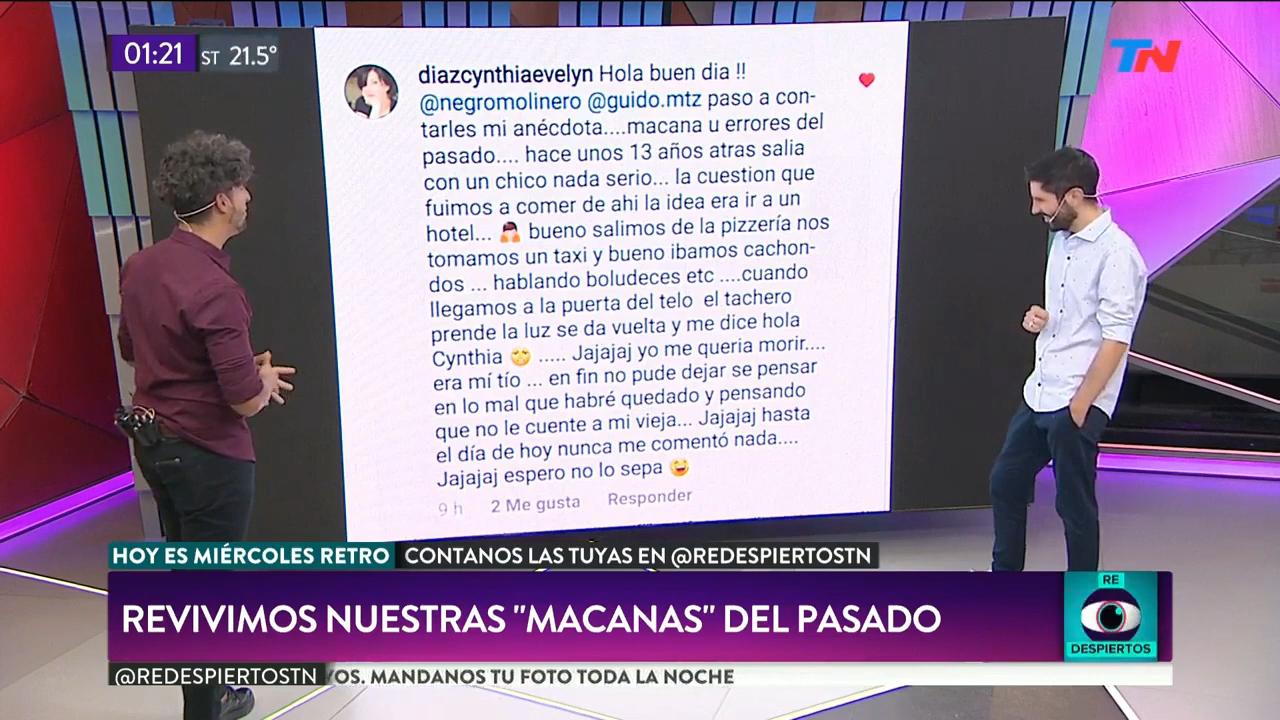 01:21 ST 21.5°
TN
diazcynthiaevelyn Hola buen dia !!
@negromolinero @guido.mtz paso a con-
tarles mi anécdota....macana u errores del
pasado.... hace unos 13 años atras salia
con un chico nada serio... la cuestion que
fuimos a comer de ahi la idea era ir a un
hotel... 🙈 bueno salimos de la pizzería nos
tomamos un taxi y bueno ibamos cachon-
dos ... hablando boludeces etc ....cuando
llegamos a la puerta del telo el tachero
prende la luz se da vuelta y me dice hola
Cynthia 😳 ..... Jajajaj yo me queria morir....
era mí tío ... en fin no pude dejar se pensar
en lo mal que habré quedado y pensando
que no le cuente a mi vieja... Jajajaj hasta
el día de hoy nunca me comentó nada....
Jajajaj espero no lo sepa 😂
9 h 2 Me gusta Responder
HOY ES MIÉRCOLES RETRO CONTANOS LAS TUYAS EN @REDESPIERTOSTN
REVIVIMOS NUESTRAS "MACANAS" DEL PASADO
RE
DESPIERTOS
@REDESPIERTOSTN YOS. MANDANOS TU FOTO TODA LA NOCHE